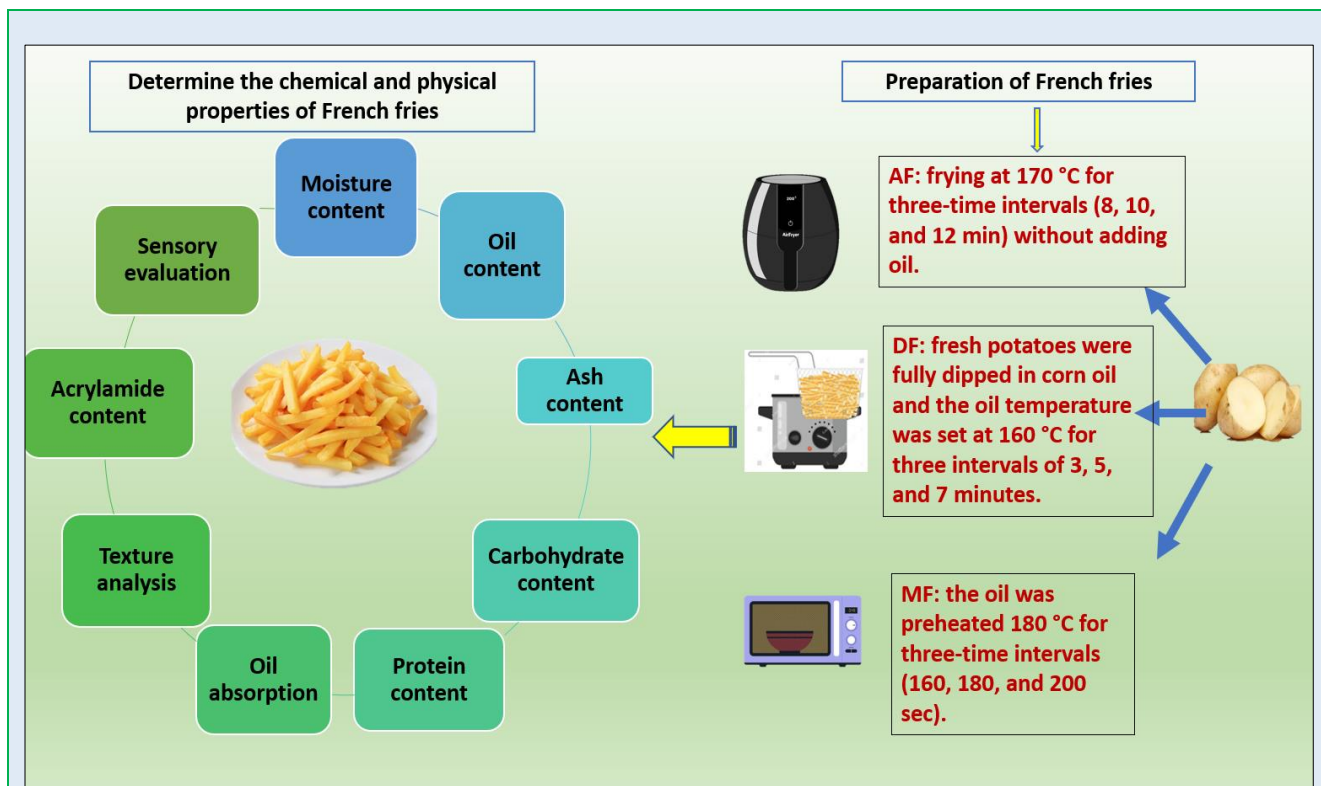 Determine the chemical and physical
properties of French fries
Moisture
content
Oil
content
Ash
content
Carbohydrate
content
Protein
content
Oil
absorption
Texture
analysis
Acrylamide
content
Sensory
evaluation
Preparation of French fries
AF: frying at 170 °C for
three-time intervals (8, 10,
and 12 min) without adding
oil.
DF: fresh potatoes were
fully dipped in corn oil
and the oil temperature
was set at 160 °C for
three intervals of 3, 5,
and 7 minutes.
MF: the oil was
preheated 180 °C for
three-time intervals
(160, 180, and 200
sec).